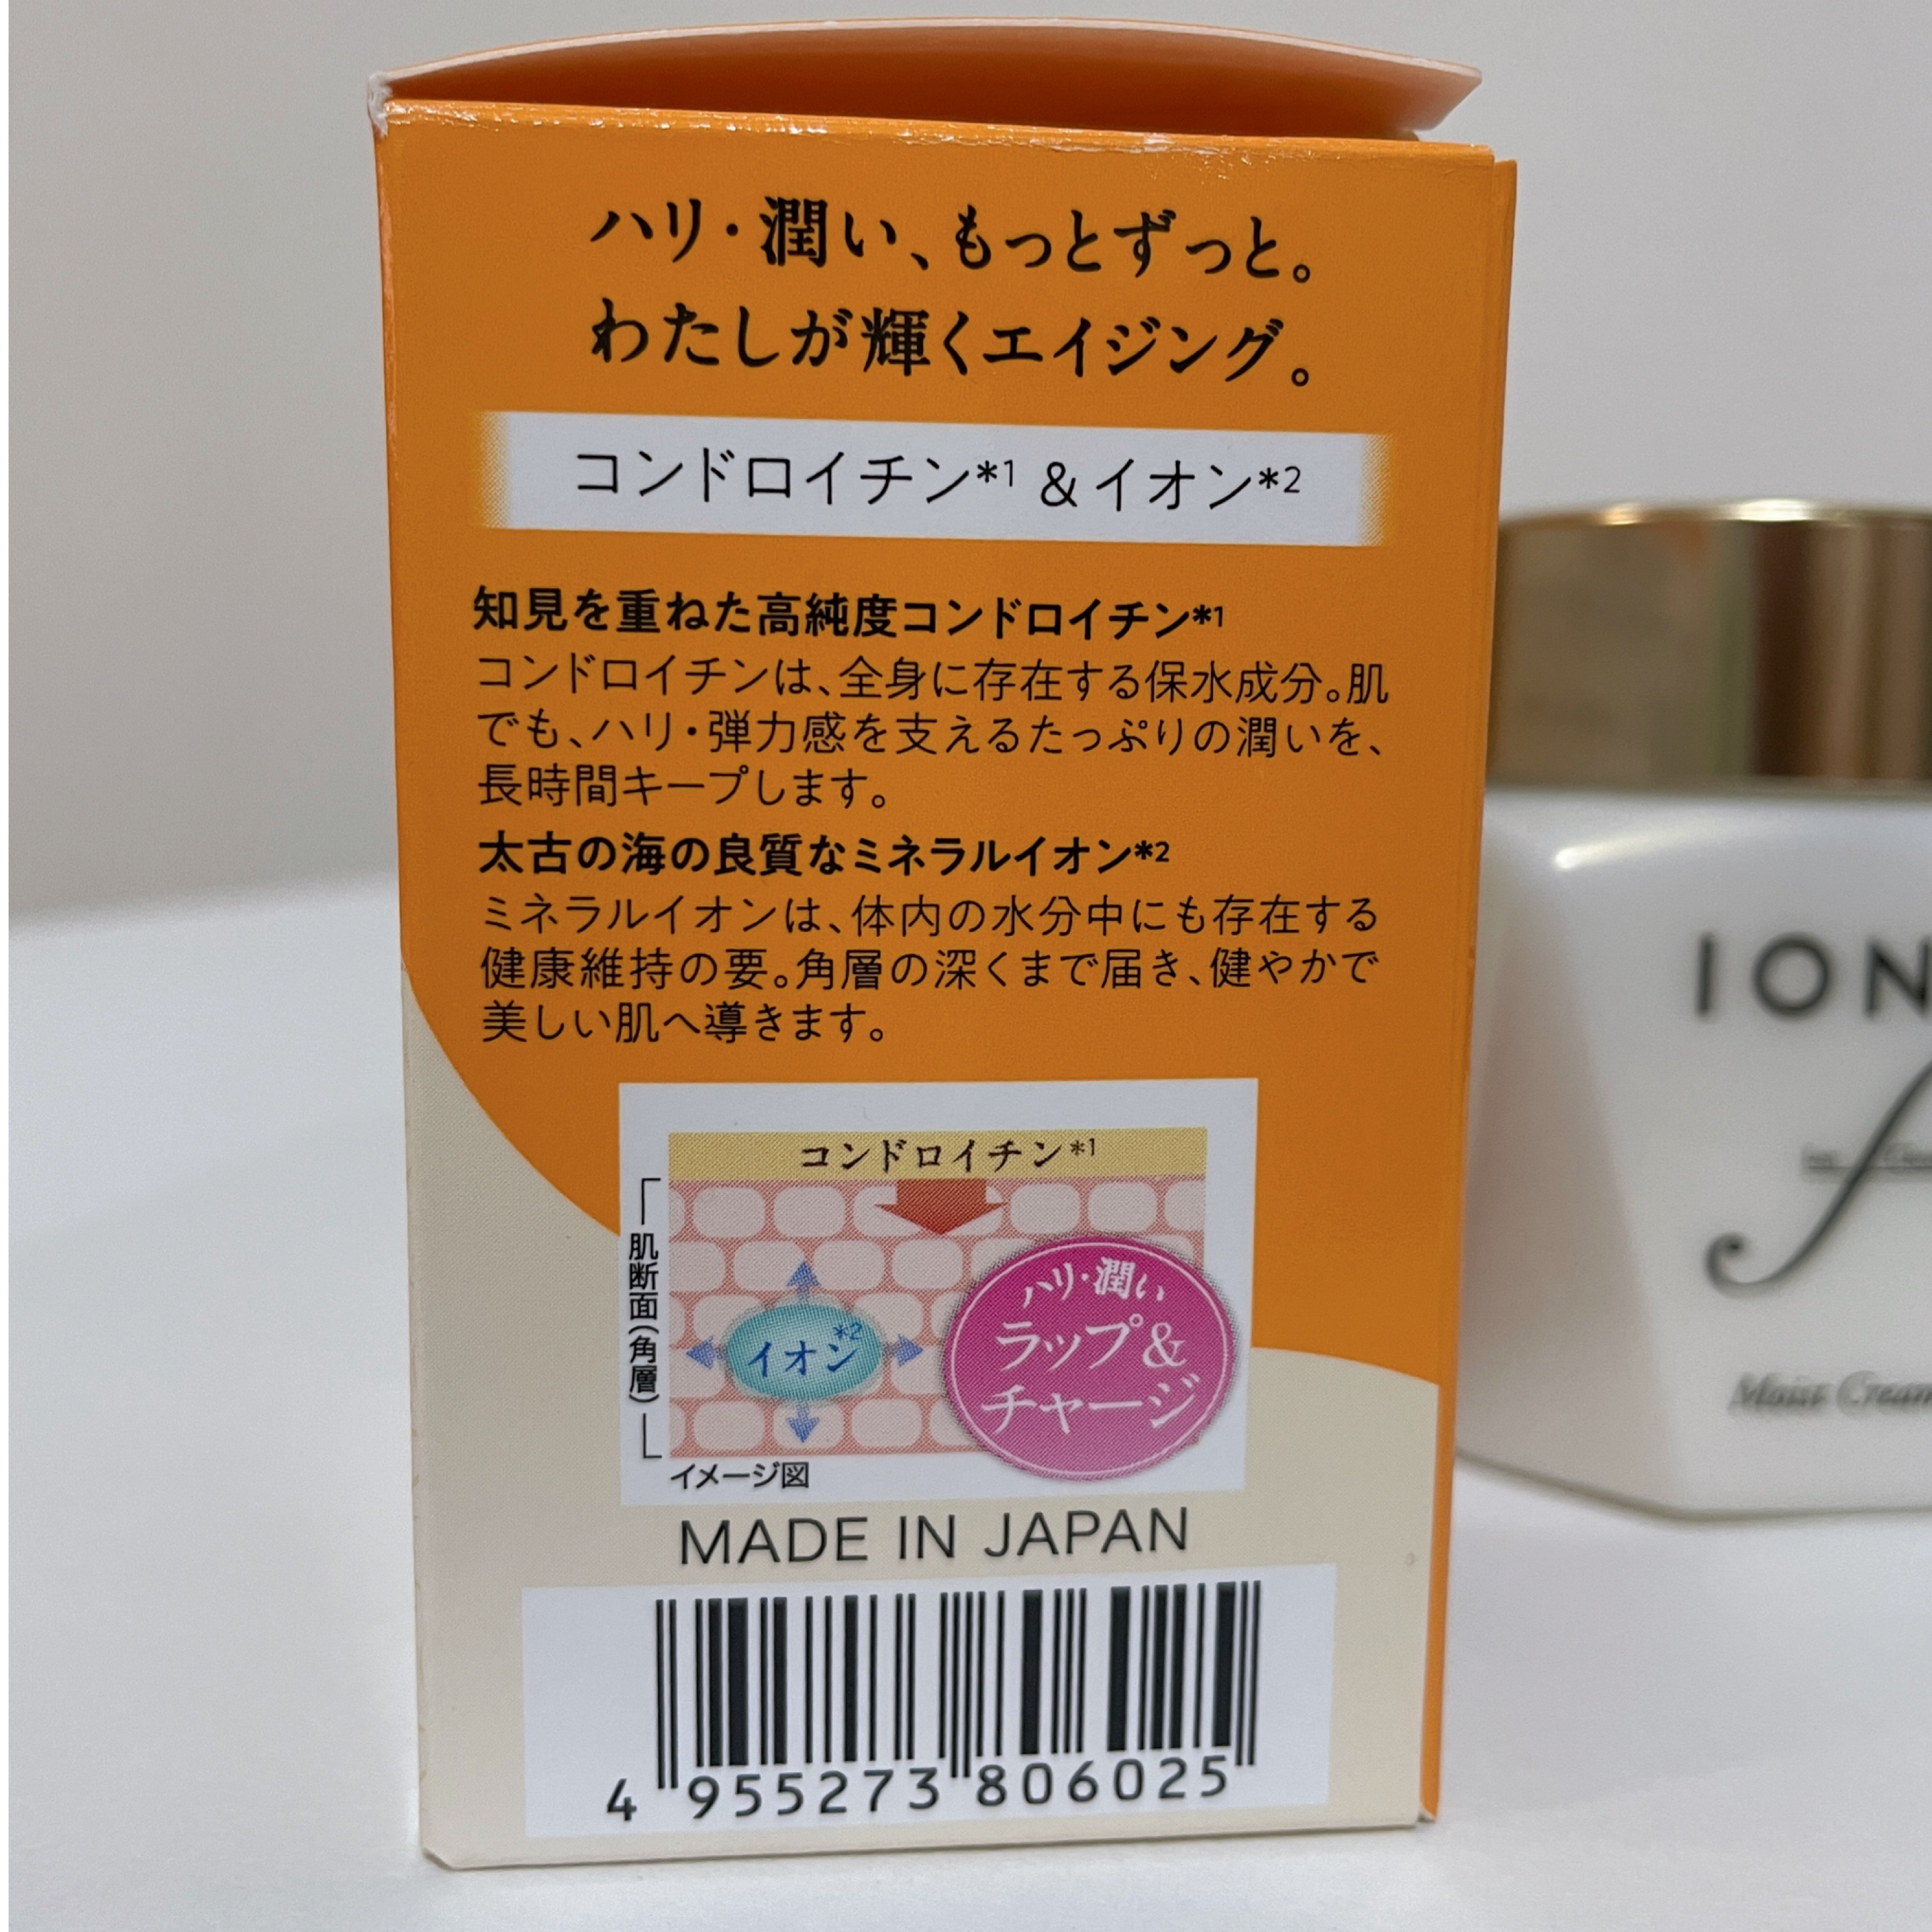 ハリ・潤い、もっとずっと。
わたしが輝くエイジング。
コンドロイチン*1 & イオン*2
知見を重ねた高純度コンドロイチン*1
コンドロイチンは、全身に存在する保水成分。肌
でも、ハリ・弾力感を支えるたっぷりの潤いを、
長時間キープします。
太古の海の良質なミネラルイオン*2
ミネラルイオンは、体内の水分中にも存在する
健康維持の要。角層の深くまで届き、健やかで
美しい肌へ導きます。
コンドロイチン*1
肌断面(角層)
イオン*2
ハリ・潤い
ラップ&
チャージ
イメージ図
MADE IN JAPAN
4 955273 806025
ION
f
Moist Cream